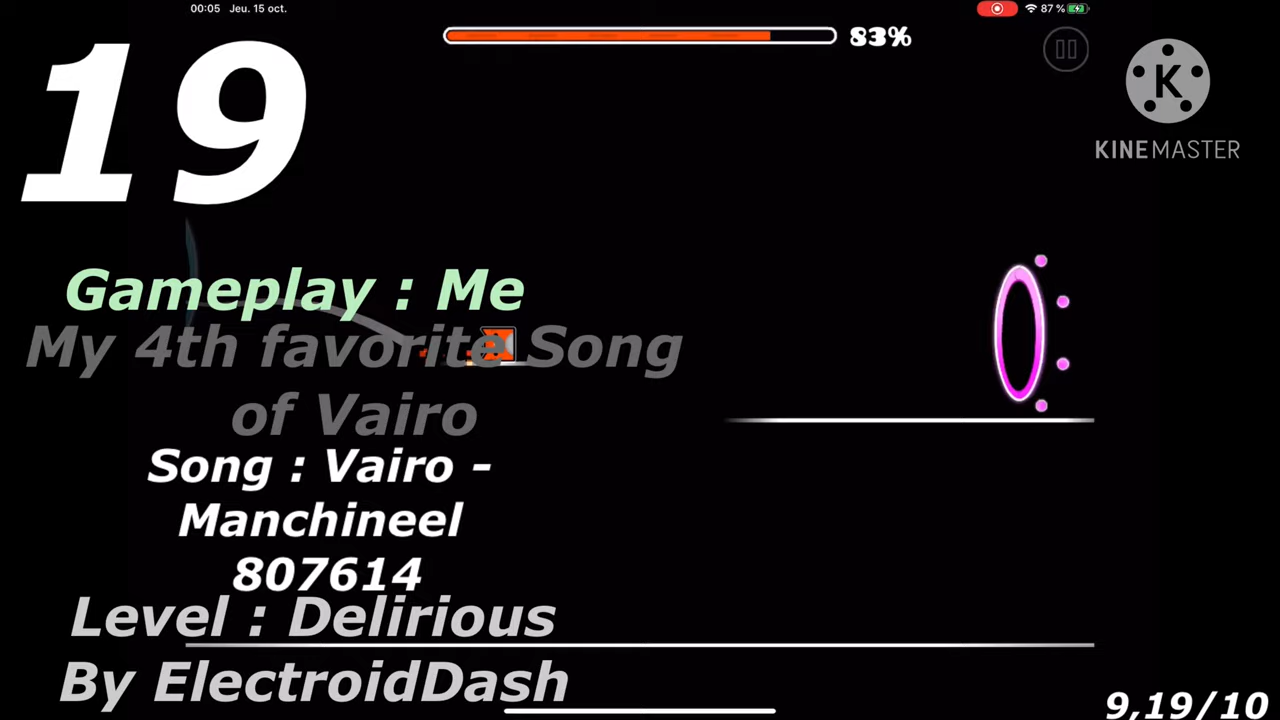 00:05 Jeu. 15 oct.
87 %
83%
19
K
KINEMASTER
Gameplay : Me
My 4th favorite Song
of Vairo
Song : Vairo -
Manchineel
807614
Level : Delirious
By ElectroidDash
9,19/10